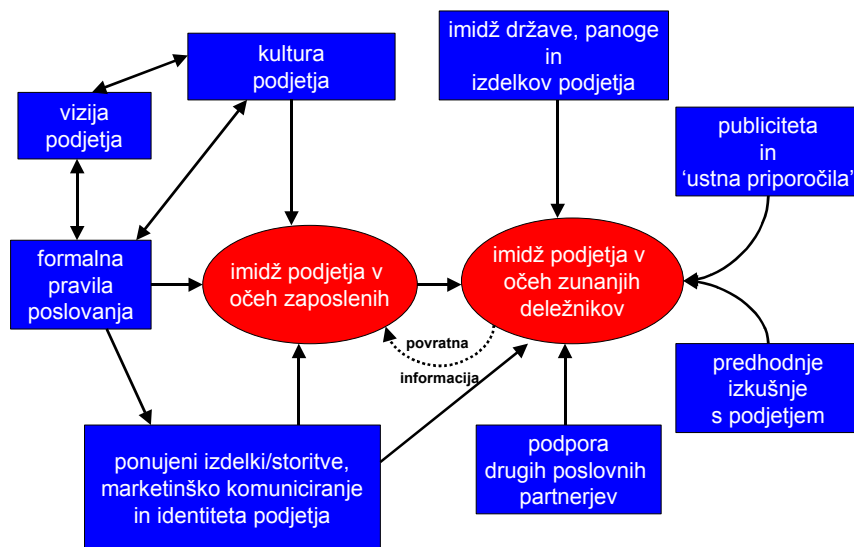 kultura
podjetja
imidž države, panoge
in
izdelkov podjetja
vizija
podjetja
publiciteta
in
‘ustna priporočila’
formalna
pravila
poslovanja
imidž podjetja v
očeh zaposlenih
imidž podjetja v
očeh zunanjih
deležnikov
povratna
informacija
predhodnje
izkušnje
s podjetjem
ponujeni izdelki/storitve,
marketinško komuniciranje
in identiteta podjetja
podpora
drugih poslovnih
partnerjev